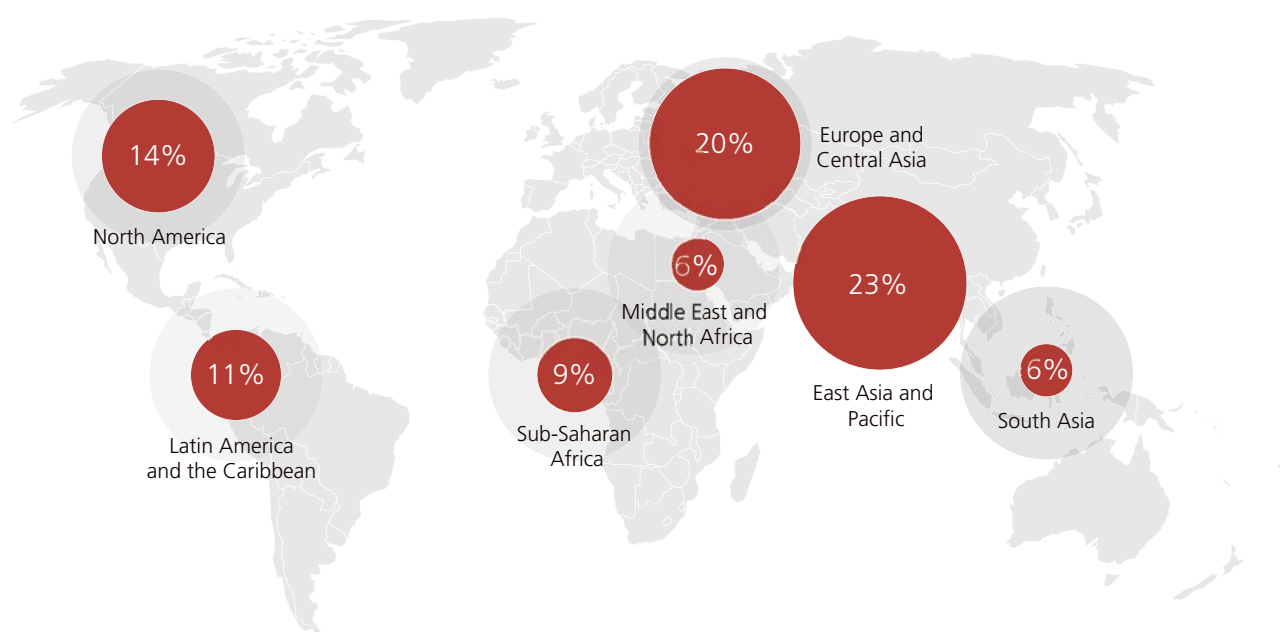 14%
North America
11%
Latin America
and the Caribbean
20%
Europe and
Central Asia
6%
Middle East and
North Africa
9%
Sub-Saharan
Africa
23%
East Asia and
Pacific
6%
South Asia